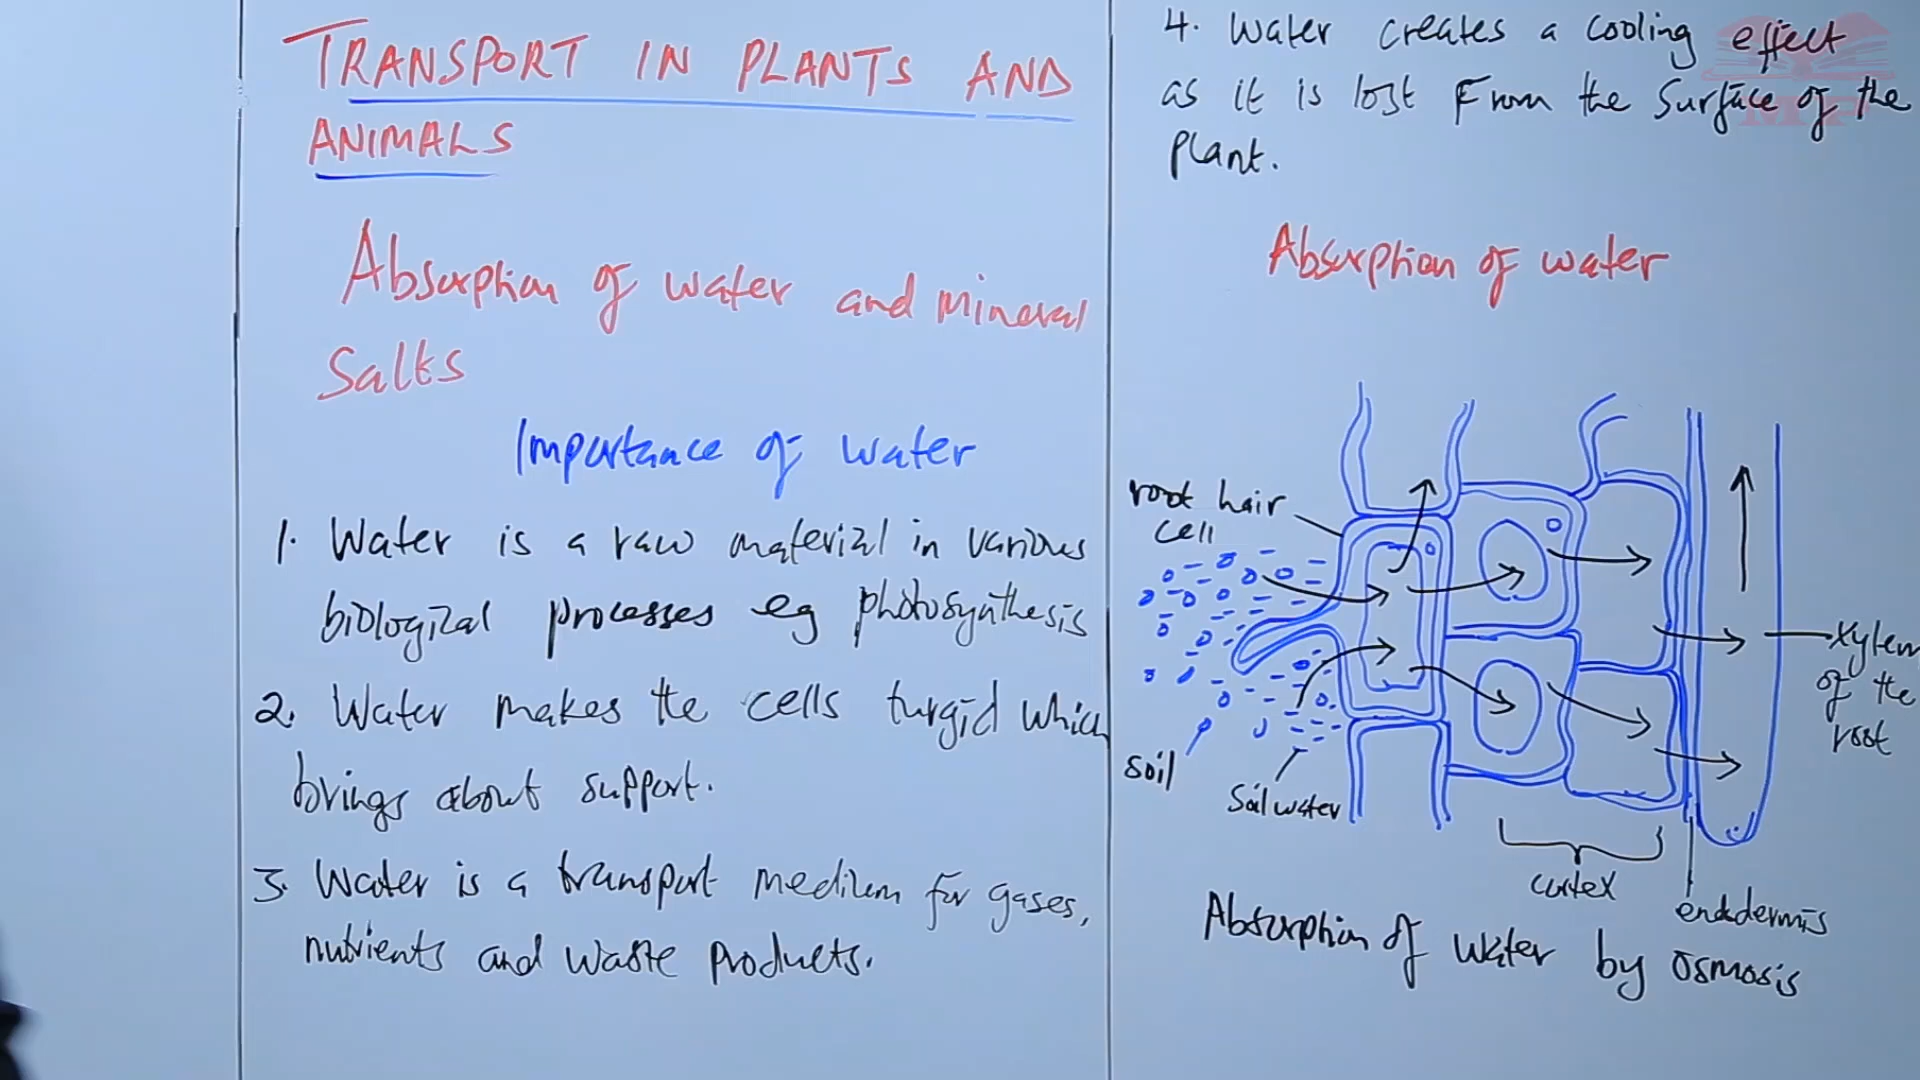 TRANSPORT IN PLANTS AND
ANIMALS
Absorption of water and mineral
Salts
Importance of water
1. Water is a raw material in various
biological processes eg photosynthesis
2. Water makes the cells turgid which
brings about support.
3. Water is a transport medium for gases,
nutrients and waste products.
4. Water creates a cooling effect
as it is lost from the surface of the
plant.
Absorption of water
root hair
cell
soil
Soil water
cortex
endodermis
xylem
of the
root
Absorption of water by osmosis